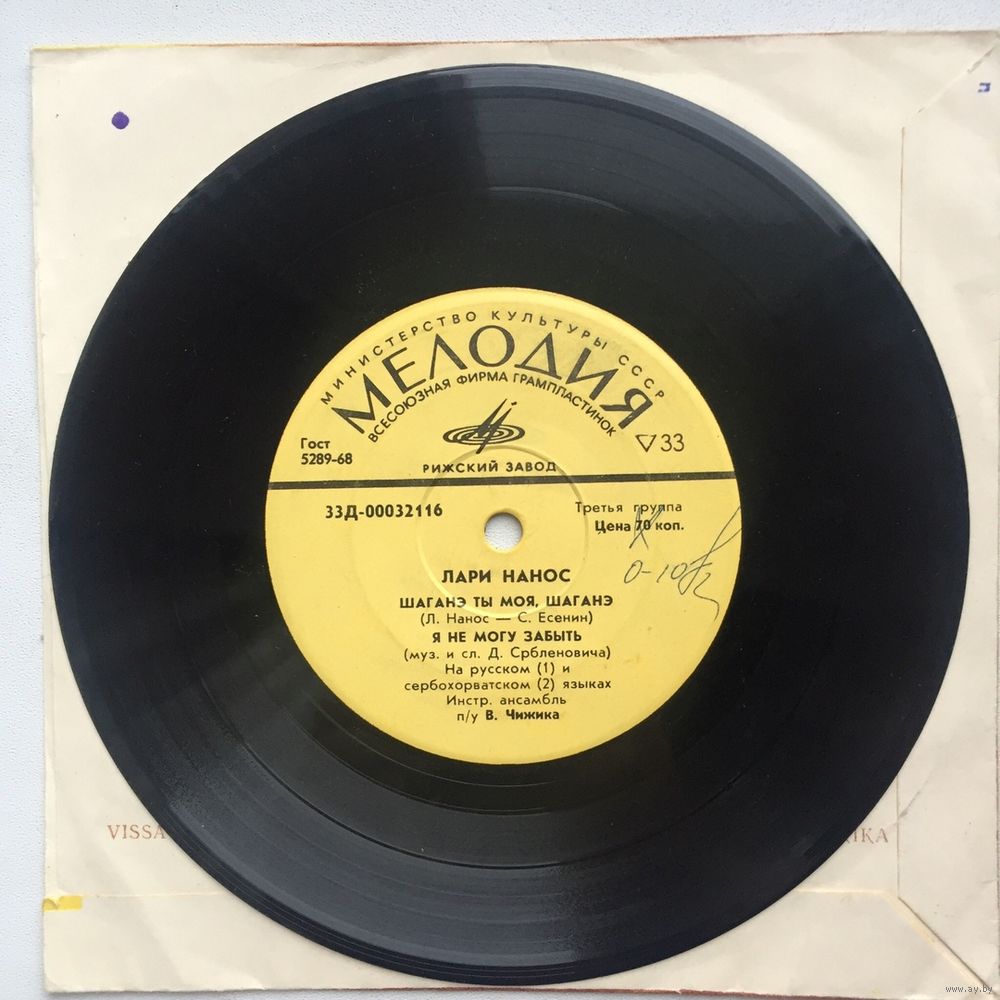 МИНИСТЕРСТВО КУЛЬТУРЫ СССР
МЕЛОДИЯ
ВСЕСОЮЗНАЯ ФИРМА ГРАМПЛАСТИНОК
Гост
5289-68
▽33
РИЖСКИЙ ЗАВОД
33Д-00032116
Третья группа
Цена 70 коп.
0-10
ЛАРИ НАНОС
ШАГАНЭ ТЫ МОЯ, ШАГАНЭ
(Л. Нанос — С. Есенин)
Я НЕ МОГУ ЗАБЫТЬ
(муз. и сл. Д. Србленовича)
На русском (1) и
сербохорватском (2) языках
Инстр. ансамбль
п/у В. Чижика
VISSA
IKA
www.ay.by